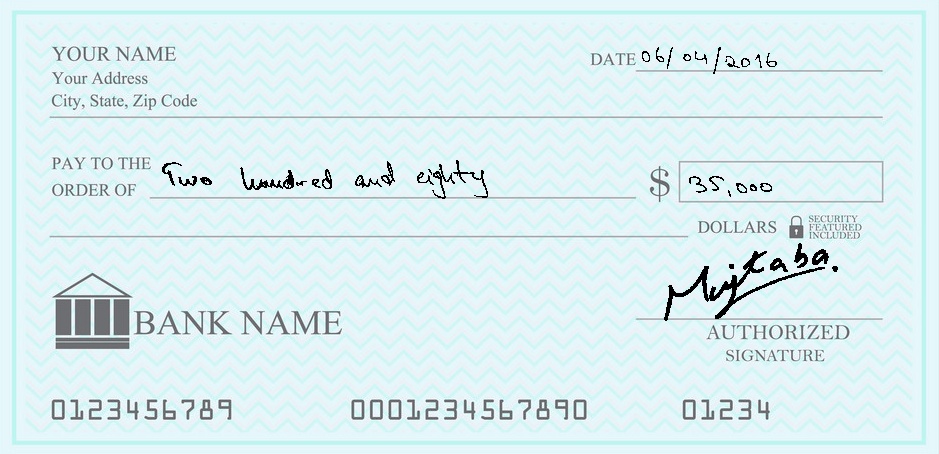 YOUR NAME
DATE 06/04/2016
Your Address
City, State, Zip Code
PAY TO THE
ORDER OF Two hundred and eighty $ 35,000
DOLLARS SECURITY FEATURED INCLUDED
Mujtaba.
BANK NAME
AUTHORIZED
SIGNATURE
0123456789 0001234567890 01234